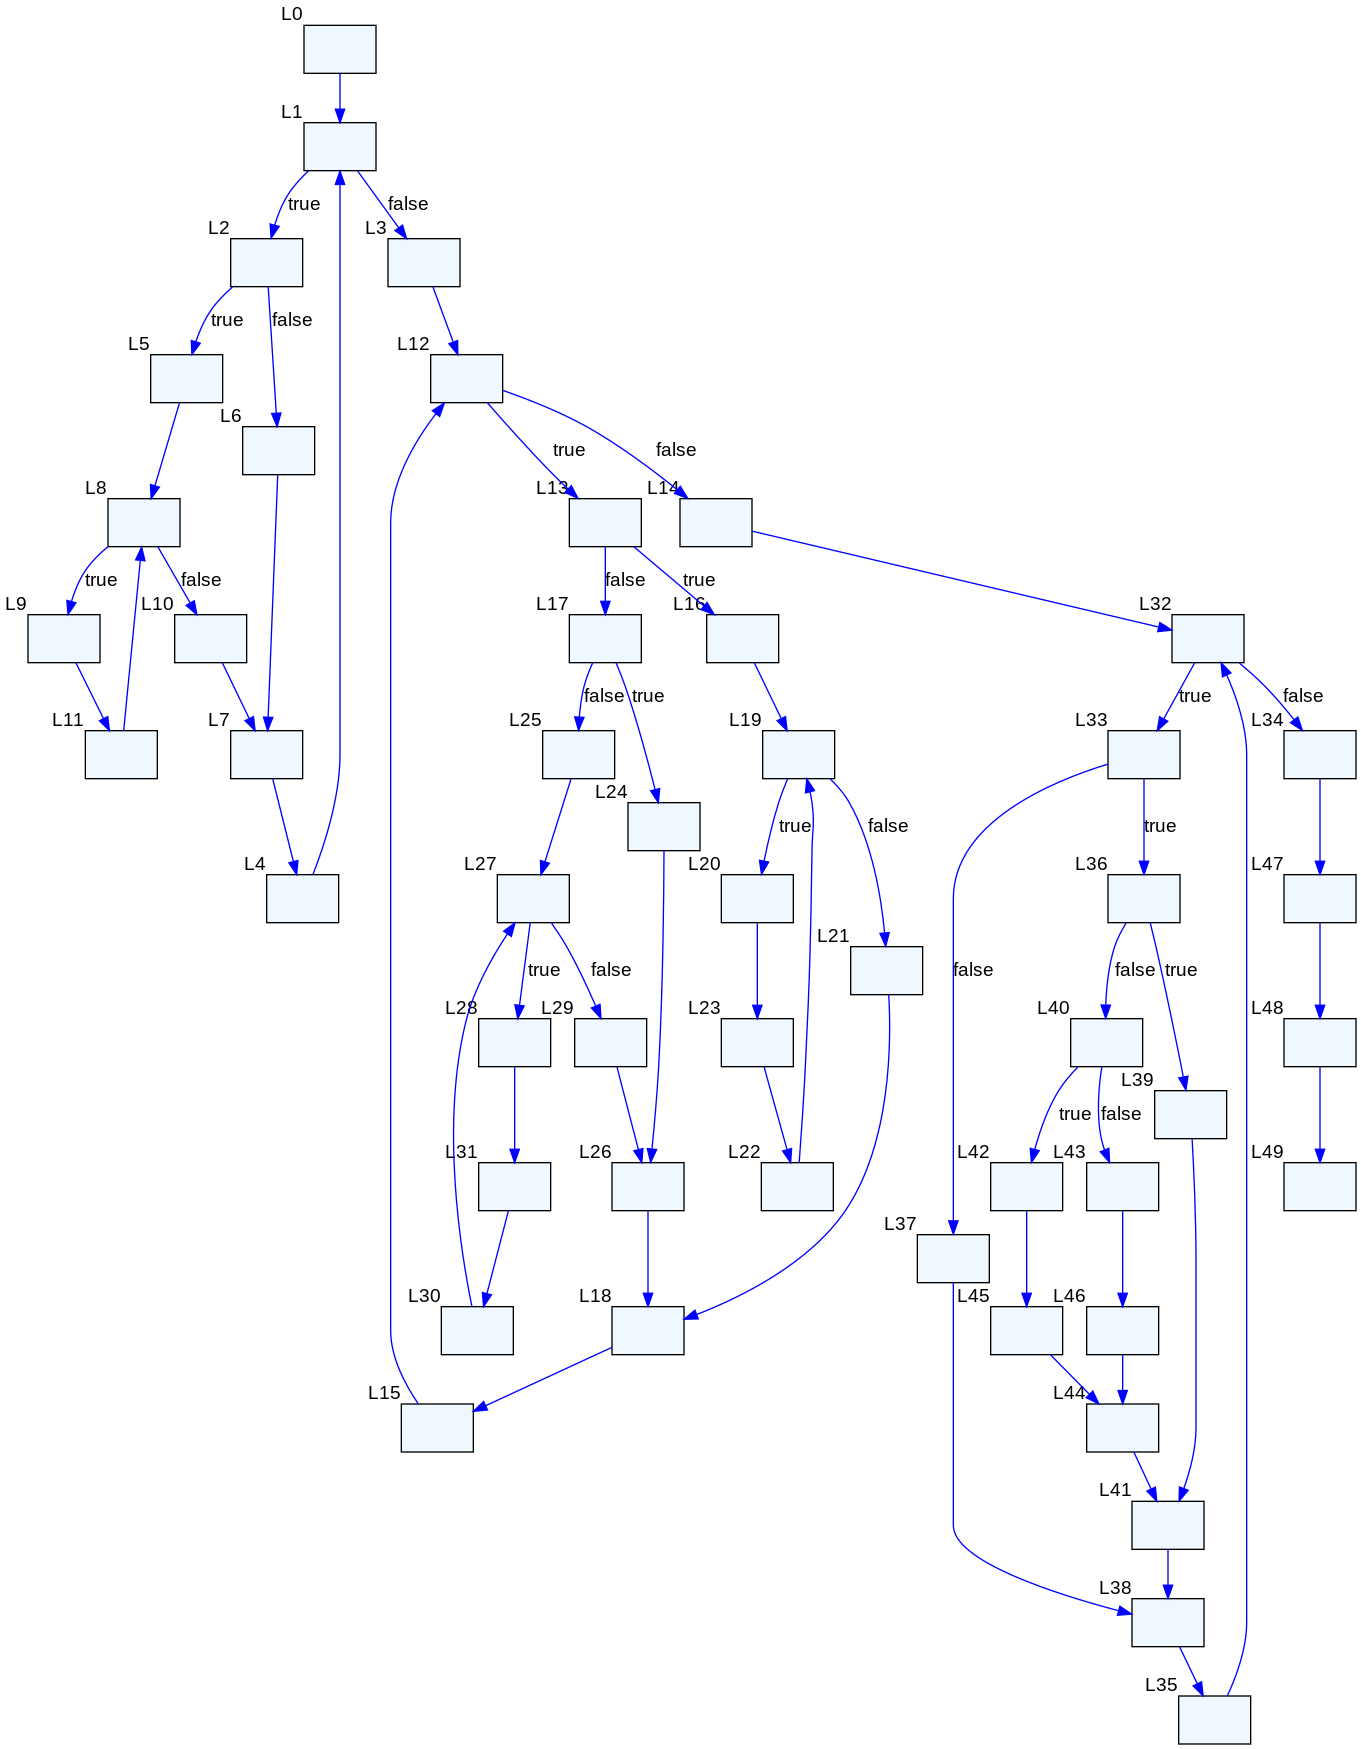 L0
L1
true false
L2 L3
true false
L5 L12
L6
true false
L8 L13 L14
true false false true
L9 L10 L17 L16 L32
false true true false
L11 L7 L25 L19 L33 L34
L24
true false true
L4 L27 L20 L36 L47
L21
true false false false true
L28 L29 L23 L40 L48
L39
true false
L31 L26 L22 L42 L43 L49
L37
L30 L18 L45 L46
L15 L44
L41
L38
L35